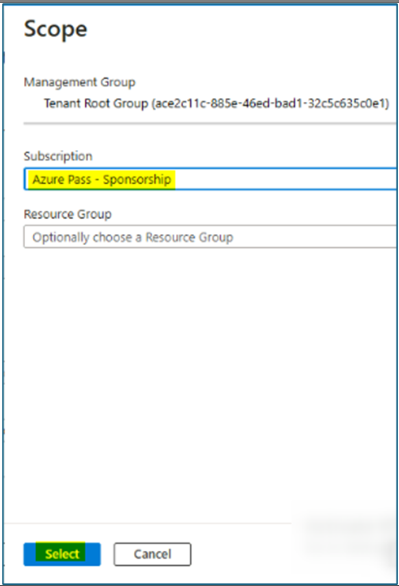 Scope
Management Group
Tenant Root Group (ace2c11c-885e-46ed-bad1-32c5c635c0e1)
Subscription
Azure Pass - Sponsorship
Resource Group
Optionally choose a Resource Group
Select
Cancel